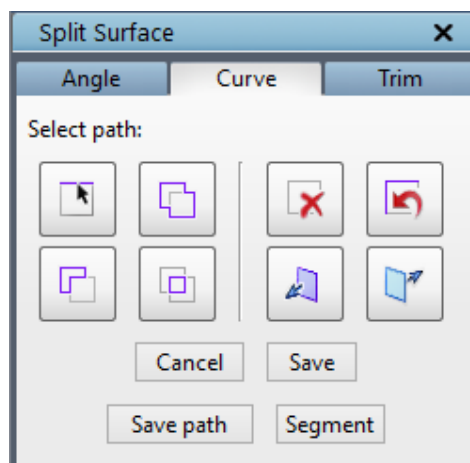 Split Surface
Angle Curve Trim
Select path:
Cancel Save
Save path Segment